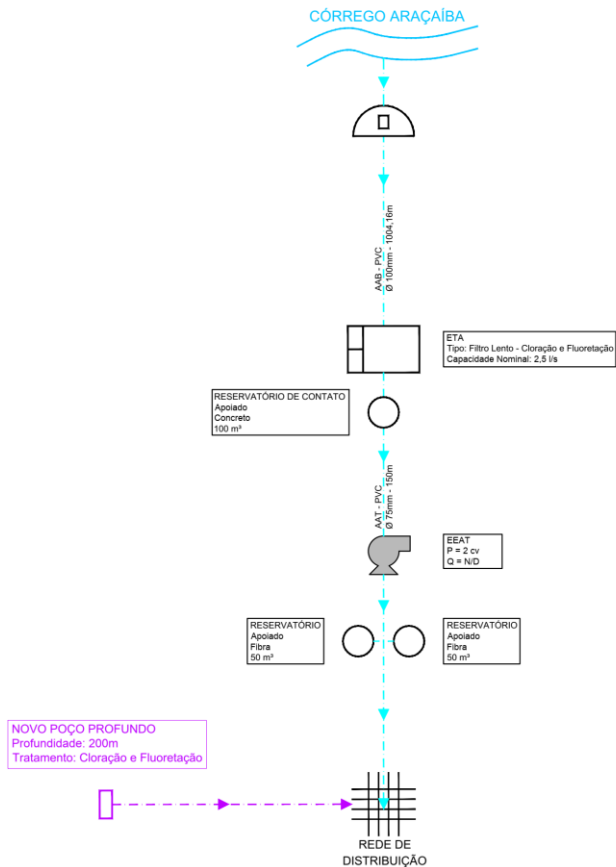 CÓRREGO ARAÇAÍBA
AAB - PVC
Ø 100mm - 1004,16m
ETA
Tipo: Filtro Lento - Cloração e Fluoretação
Capacidade Nominal: 2,5 l/s
RESERVATÓRIO DE CONTATO
Apoiado
Concreto
100 m³
AAT - PVC
Ø 75mm - 150m
EEAT
P = 2 cv
Q = N/D
RESERVATÓRIO
Apoiado
Fibra
50 m³
RESERVATÓRIO
Apoiado
Fibra
50 m³
NOVO POÇO PROFUNDO
Profundidade: 200m
Tratamento: Cloração e Fluoretação
REDE DE
DISTRIBUIÇÃO